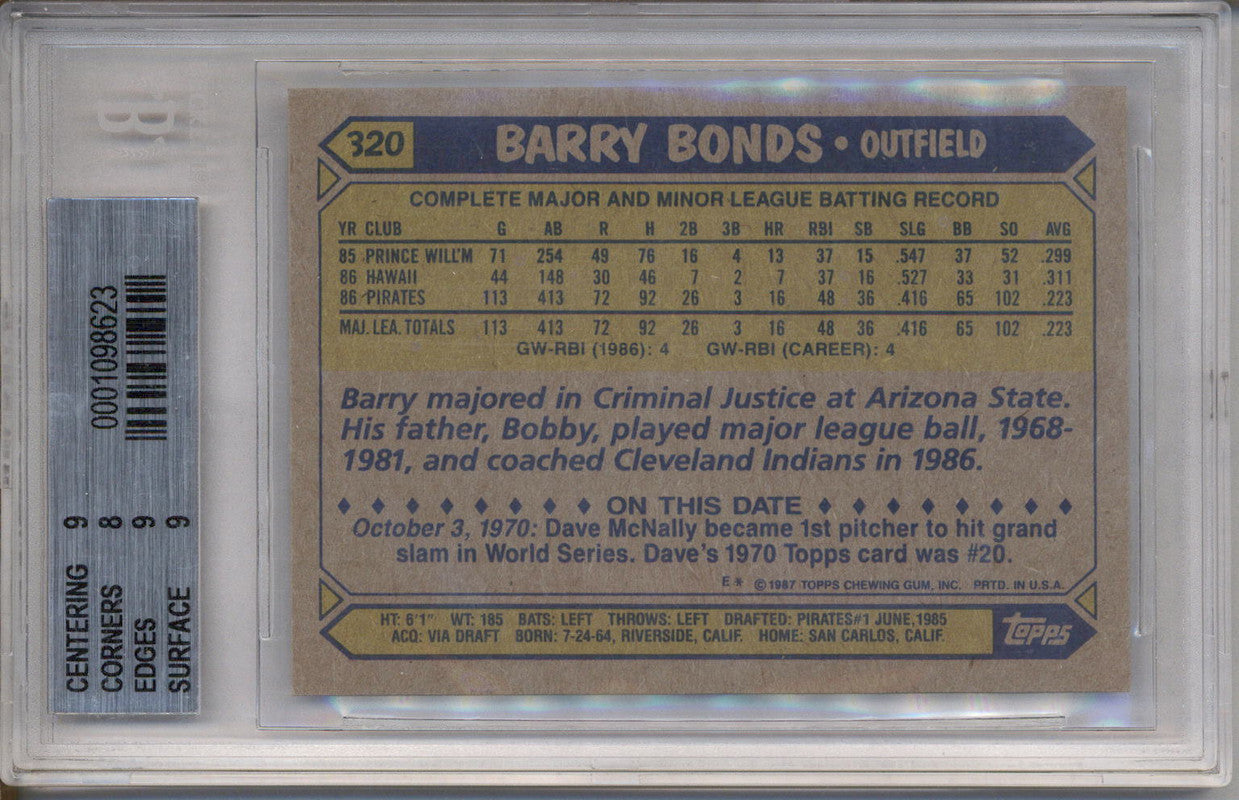 320 BARRY BONDS • OUTFIELD
COMPLETE MAJOR AND MINOR LEAGUE BATTING RECORD
YR CLUB G AB R H 2B 3B HR RBI SB SLG BB SO AVG
85 PRINCE WILL'M 71 254 49 76 16 4 13 37 15 .547 37 52 .299
86 HAWAII 44 148 30 46 7 2 7 37 16 .527 33 31 .311
86 PIRATES 113 413 72 92 26 3 16 48 36 .416 65 102 .223
MAJ. LEA. TOTALS 113 413 72 92 26 3 16 48 36 .416 65 102 .223
GW-RBI (1986): 4 GW-RBI (CAREER): 4
Barry majored in Criminal Justice at Arizona State.
His father, Bobby, played major league ball, 1968-
1981, and coached Cleveland Indians in 1986.
ON THIS DATE
October 3, 1970: Dave McNally became 1st pitcher to hit grand
slam in World Series. Dave's 1970 Topps card was #20.
E* ©1987 TOPPS CHEWING GUM, INC. PRTD. IN U.S.A.
HT: 6'1" WT: 185 BATS: LEFT THROWS: LEFT DRAFTED: PIRATES#1 JUNE,1985
ACQ: VIA DRAFT BORN: 7-24-64, RIVERSIDE, CALIF. HOME: SAN CARLOS, CALIF.
topps
CENTERING 9
CORNERS 8
EDGES 9
SURFACE 9
0001098623